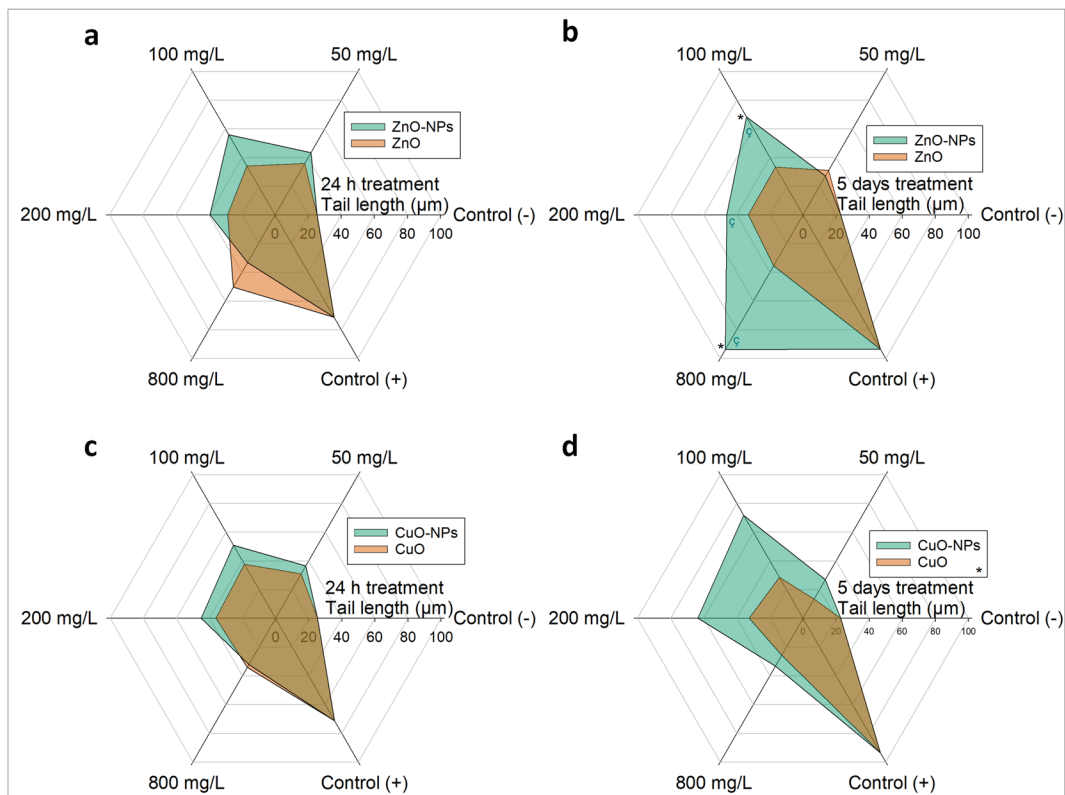 a
100 mg/L
50 mg/L
ZnO-NPs
ZnO
24 h treatment
Tail length (µm)
200 mg/L
Control (-)
0 20 40 60 80 100
800 mg/L
Control (+)
b
100 mg/L
50 mg/L
*
ç
ZnO-NPs
ZnO
5 days treatment
Tail length (µm)
200 mg/L
ç
Control (-)
0 20 40 60 80 100
* ç
800 mg/L
Control (+)
c
100 mg/L
50 mg/L
CuO-NPs
CuO
24 h treatment
Tail length (µm)
200 mg/L
Control (-)
0 20 40 60 80 100
800 mg/L
Control (+)
d
100 mg/L
50 mg/L
CuO-NPs
CuO
*
5 days treatment
Tail length (µm)
200 mg/L
Control (-)
0 20 40 60 80 100
800 mg/L
Control (+)